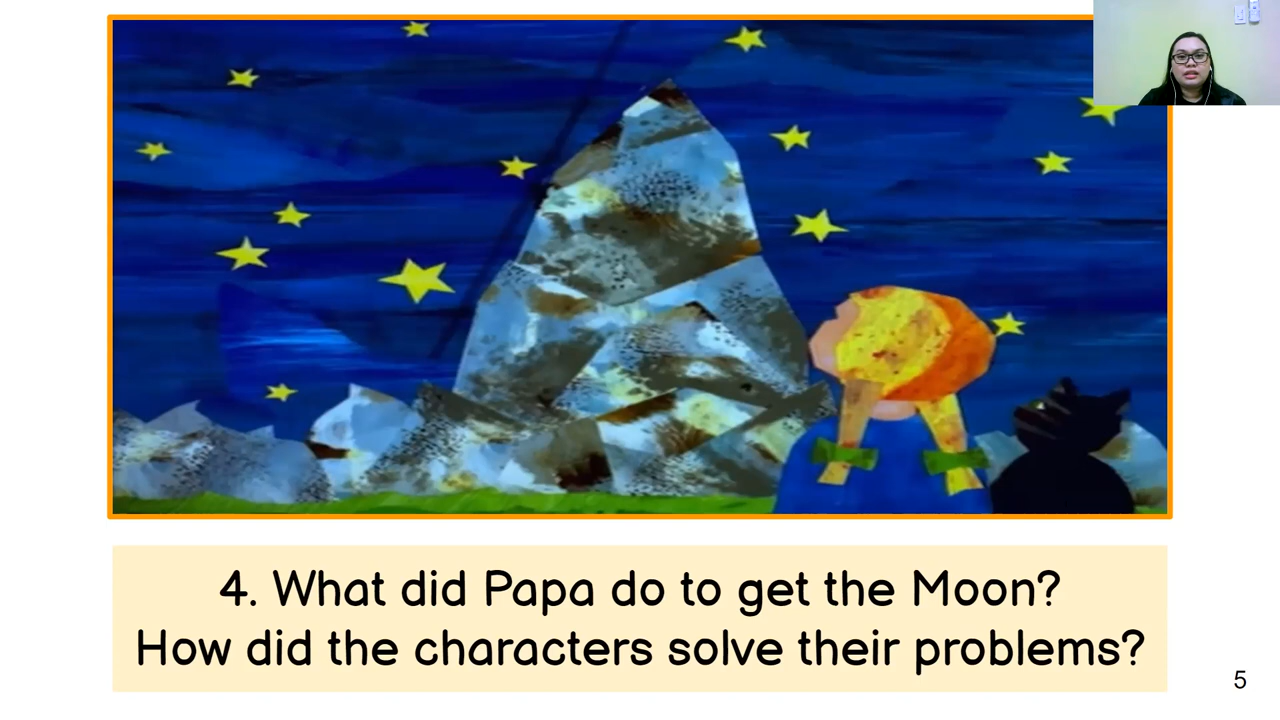 4. What did Papa do to get the Moon?
How did the characters solve their problems?
5